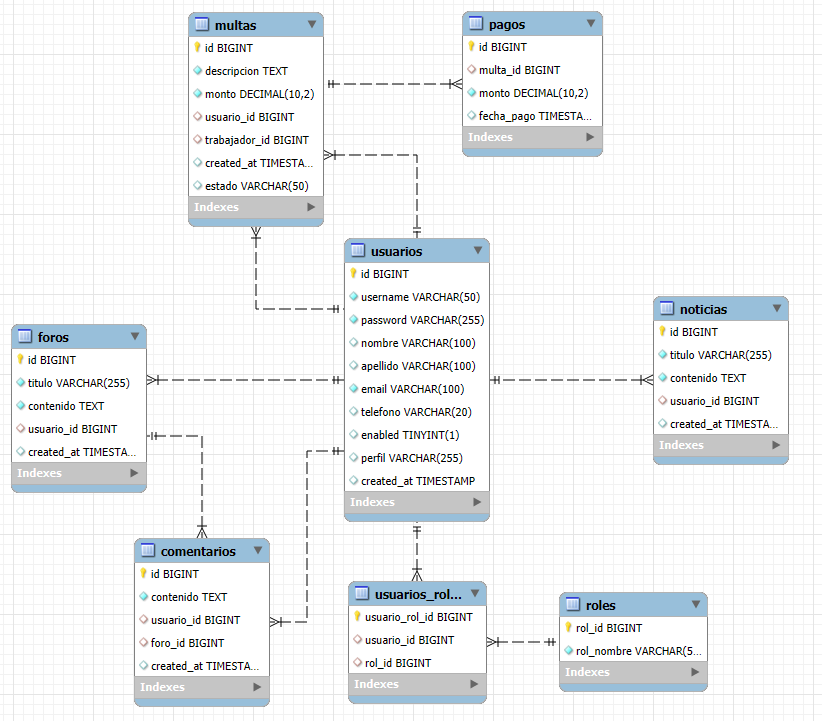 multas
id BIGINT
descripcion TEXT
monto DECIMAL(10,2)
usuario_id BIGINT
trabajador_id BIGINT
created_at TIMESTA...
estado VARCHAR(50)
Indexes
pagos
id BIGINT
multa_id BIGINT
monto DECIMAL(10,2)
fecha_pago TIMESTA...
Indexes
usuarios
id BIGINT
username VARCHAR(50)
password VARCHAR(255)
nombre VARCHAR(100)
apellido VARCHAR(100)
email VARCHAR(100)
telefono VARCHAR(20)
enabled TINYINT(1)
perfil VARCHAR(255)
created_at TIMESTAMP
Indexes
noticias
id BIGINT
titulo VARCHAR(255)
contenido TEXT
usuario_id BIGINT
created_at TIMESTA...
Indexes
foros
id BIGINT
titulo VARCHAR(255)
contenido TEXT
usuario_id BIGINT
created_at TIMESTA...
Indexes
comentarios
id BIGINT
contenido TEXT
usuario_id BIGINT
foro_id BIGINT
created_at TIMESTA...
Indexes
usuarios_rol...
usuario_rol_id BIGINT
usuario_id BIGINT
rol_id BIGINT
Indexes
roles
rol_id BIGINT
rol_nombre VARCHAR(5...
Indexes